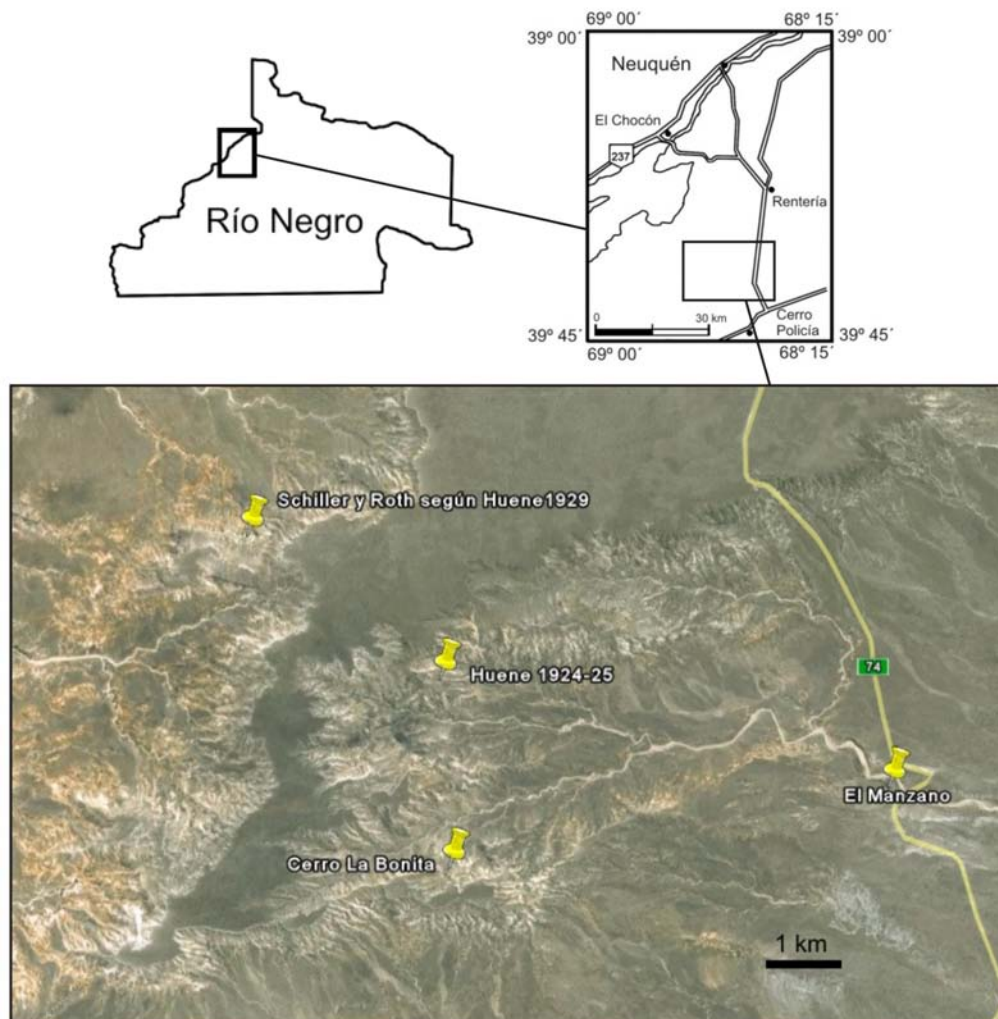 69º 00´ 68º 15´
39º 00´ 39º 00´
Neuquén
El Chocón
237
Río Negro
Rentería
0 30 km
Cerro
Policía
39º 45´ 39º 45´
69º 00´ 68º 15´
Schiller y Roth según Huene1929
Huene 1924-25
74
El Manzano
Cerro La Bonita
1 km